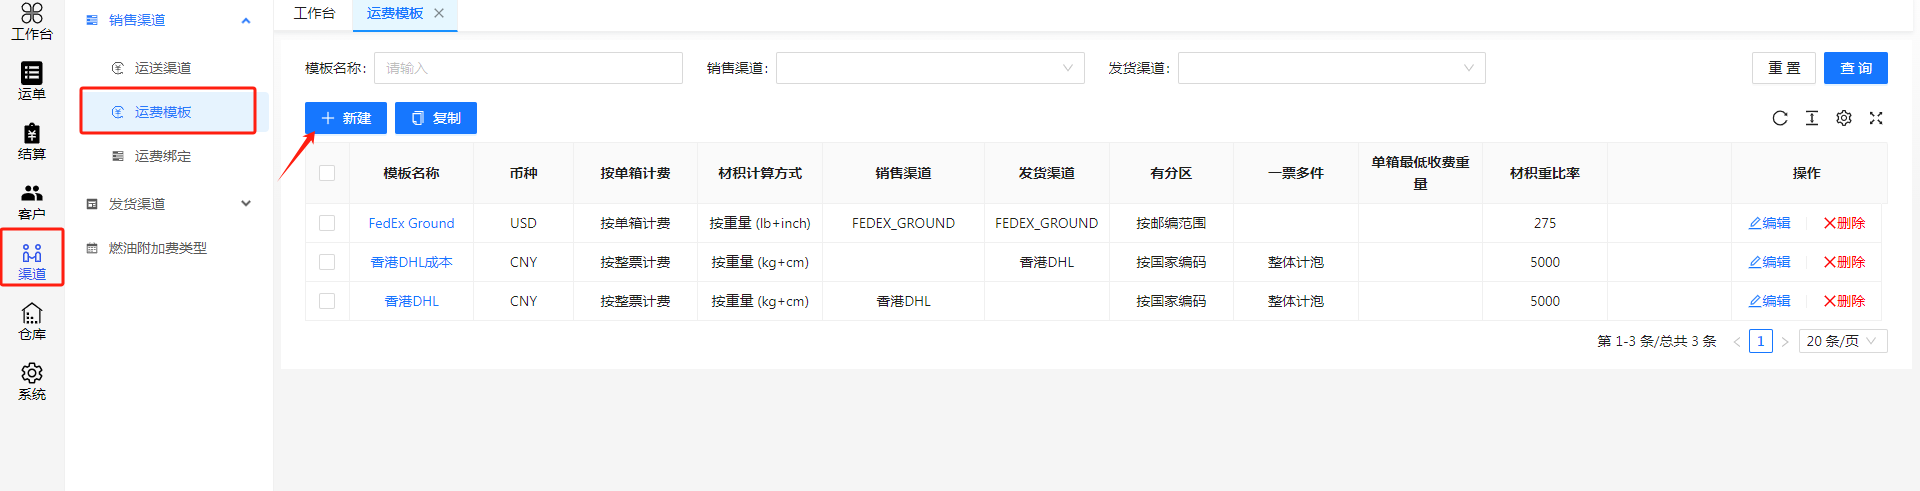 工作台
运单
结算
客户
渠道
仓库
系统
销售渠道
运送渠道
运费模板
运费绑定
发货渠道
燃油附加费类型
工作台 运费模板
模板名称: 请输入 销售渠道: 发货渠道: 重 置 查 询
新建 复制
模板名称 币种 按单箱计费 材积计算方式 销售渠道 发货渠道 有分区 一票多件 单箱最低收费重量 材积重比率 操作
FedEx Ground USD 按单箱计费 按重量 (lb+inch) FEDEX_GROUND FEDEX_GROUND 按邮编范围 275 编辑 删除
香港DHL成本 CNY 按整票计费 按重量 (kg+cm) 香港DHL 按国家编码 整体计泡 5000 编辑 删除
香港DHL CNY 按整票计费 按重量 (kg+cm) 香港DHL 按国家编码 整体计泡 5000 编辑 删除
第 1-3 条/总共 3 条 1 20 条/页